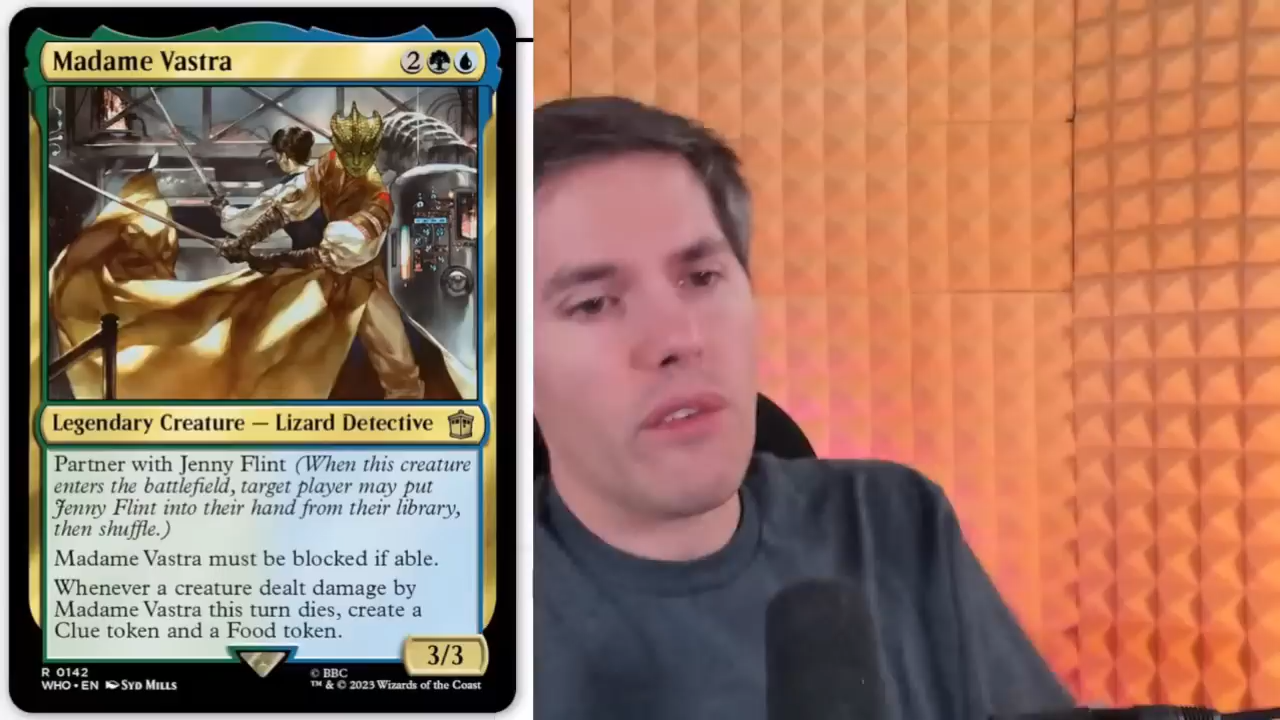 Madame Vastra
2
Legendary Creature — Lizard Detective
Partner with Jenny Flint (When this creature
enters the battlefield, target player may put
Jenny Flint into their hand from their library,
then shuffle.)
Madame Vastra must be blocked if able.
Whenever a creature dealt damage by
Madame Vastra this turn dies, create a
Clue token and a Food token.
3/3
R 0142
WHO • EN SYD MILLS
© BBC
™ & © 2023 Wizards of the Coast